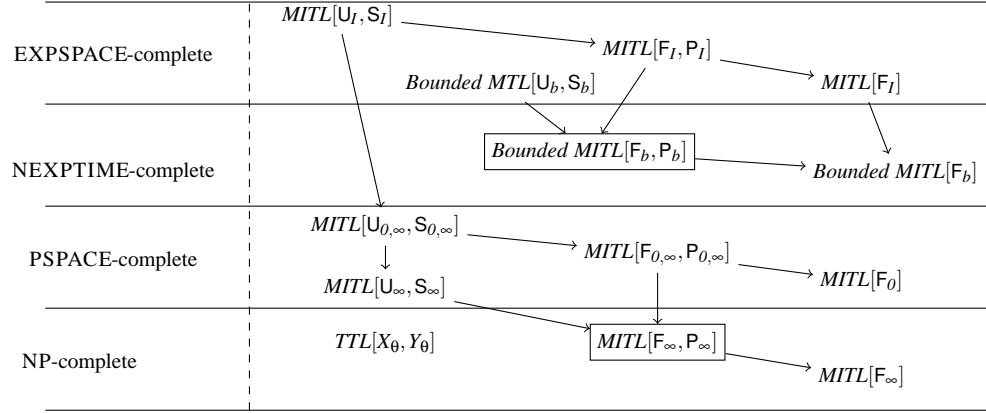 MITL[U_I, S_I]
EXPSPACE-complete
MITL[F_I, P_I]
Bounded MTL[U_b, S_b]
MITL[F_I]
NEXPTIME-complete
Bounded MITL[F_b, P_b]
Bounded MITL[F_b]
MITL[U_{0,∞}, S_{0,∞}]
PSPACE-complete
MITL[F_{0,∞}, P_{0,∞}]
MITL[F_0]
MITL[U_∞, S_∞]
NP-complete
TTL[X_θ, Y_θ]
MITL[F_∞, P_∞]
MITL[F_∞]